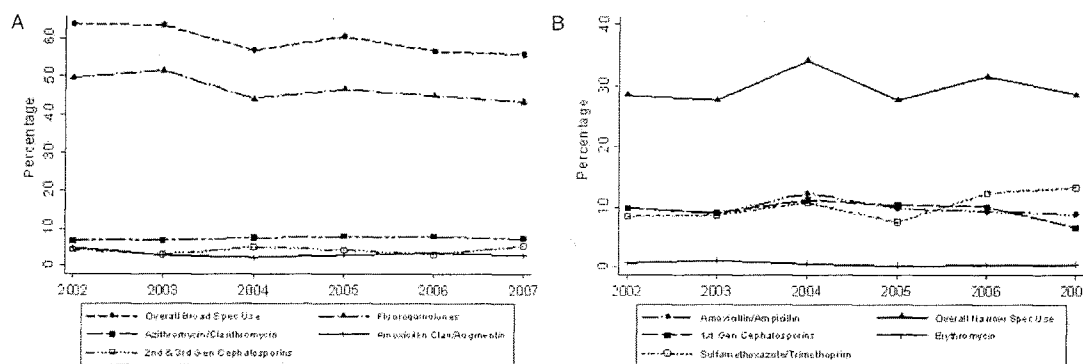 A
Percentage
60
50
40
30
20
10
0
2002 2003 2004 2005 2006 2007
Overall Broad Spec Use
Fluoroquinolones
Azithromycin/Clarithromycin
Amoxicillin Clav/Augmentin
2nd & 3rd Gen Cephalosporins
B
Percentage
40
30
20
10
0
2002 2003 2004 2005 2006 200
Amoxicillin/Ampicillin
Overall Narrow Spec Use
1st Gen Cephalosporins
Erythromycin
Sulfamethoxazole/Trimethoprim